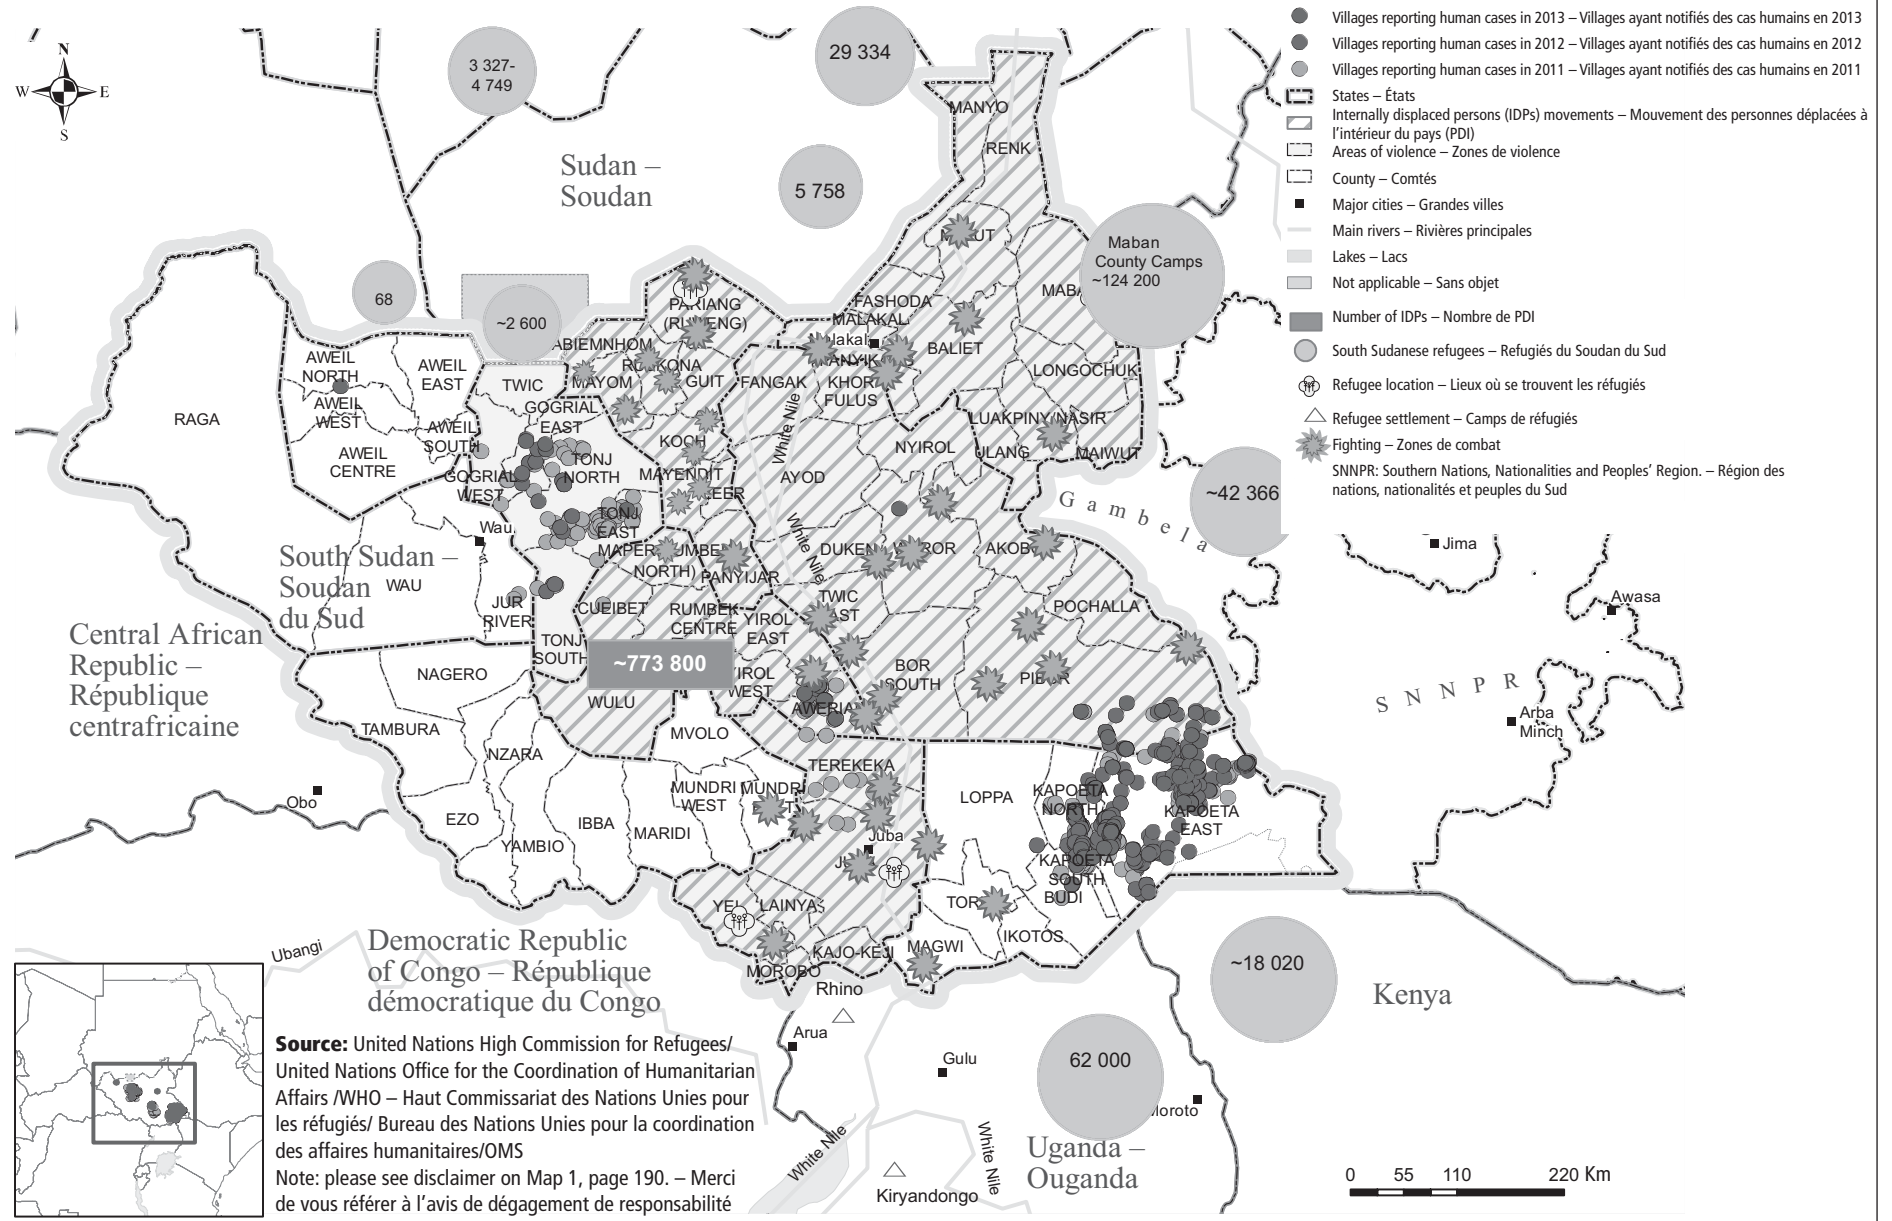 Villages reporting human cases in 2013 – Villages ayant notifiés des cas humains en 2013
Villages reporting human cases in 2012 – Villages ayant notifiés des cas humains en 2012
Villages reporting human cases in 2011 – Villages ayant notifiés des cas humains en 2011
States – États
Internally displaced persons (IDPs) movements – Mouvement des personnes déplacées à
l'intérieur du pays (PDI)
Areas of violence – Zones de violence
County – Comtés
Major cities – Grandes villes
Main rivers – Rivières principales
Lakes – Lacs
Not applicable – Sans objet
Number of IDPs – Nombre de PDI
South Sudanese refugees – Refugiés du Soudan du Sud
Refugee location – Lieux où se trouvent les réfugiés
Refugee settlement – Camps de réfugiés
Fighting – Zones de combat
SNNPR: Southern Nations, Nationalities and Peoples' Region. – Région des
nations, nationalités et peuples du Sud
N
W
E
S
3 327-
4 749
29 334
5 758
68
~2 600
Maban
County Camps
~124 200
~42 366
~18 020
62 000
~773 800
Sudan –
Soudan
South Sudan –
Soudan
du Sud
Central African
Republic –
République
centrafricaine
Democratic Republic
of Congo – République
démocratique du Congo
Uganda –
Ouganda
Kenya
Gambela
SNNPR
MANYO
RENK
FASHODA
MALAKAL
BALIET
LONGOCHUK
LUAKPINY/NASIR
ULANG
MAIWUT
NYIROL
KHOR
FULUS
FANGAK
AYOD
PARIANG
ABIEMNHOM
MAYOM
GUIT
KOCH
MAYENDIT
PANYIJAR
RAGA
AWEIL
NORTH
AWEIL
WEST
AWEIL
EAST
AWEIL
SOUTH
AWEIL
CENTRE
TWIC
GOGRIAL
EAST
GOGRIAL
WEST
TONJ
NORTH
TONJ
EAST
TONJ
SOUTH
Wau
WAU
JUR
RIVER
MAPER
NORTH)
CUEIBET
RUMBEK
CENTRE
YIROL
EAST
WEST
WULU
MVOLO
NAGERO
TAMBURA
NZARA
EZO
YAMBIO
IBBA
MARIDI
MUNDRI
WEST
TEREKEKA
BOR
SOUTH
POCHALLA
LOPPA
KAPOETA
NORTH
KAPOETA
EAST
KAPOETA
SOUTH
BUDI
IKOTOS
MAGWI
KAJO-KEJI
MOROBO
LAINYA
Juba
Rhino
Arua
Gulu
Kiryandongo
Obo
Ubangi
Jima
Awasa
Arba
Minch
White Nile
White Nile
White Nile
White Nile
Source: United Nations High Commission for Refugees/
United Nations Office for the Coordination of Humanitarian
Affairs /WHO – Haut Commissariat des Nations Unies pour
les réfugiés/ Bureau des Nations Unies pour la coordination
des affaires humanitaires/OMS
Note: please see disclaimer on Map 1, page 190. – Merci
de vous référer à l'avis de dégagement de responsabilité
0 55 110 220 Km